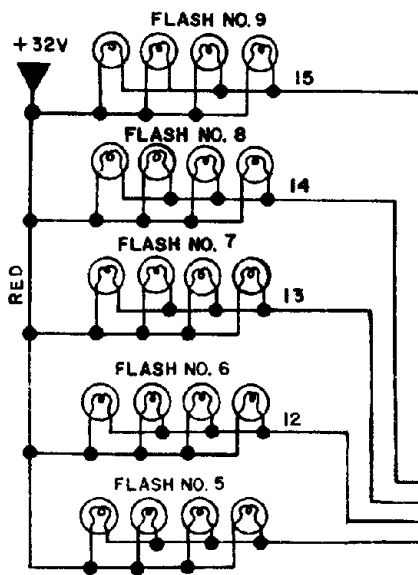 FLASH NO. 9
+32V
15
FLASH NO. 8
14
FLASH NO. 7
RED
13
FLASH NO. 6
12
FLASH NO. 5